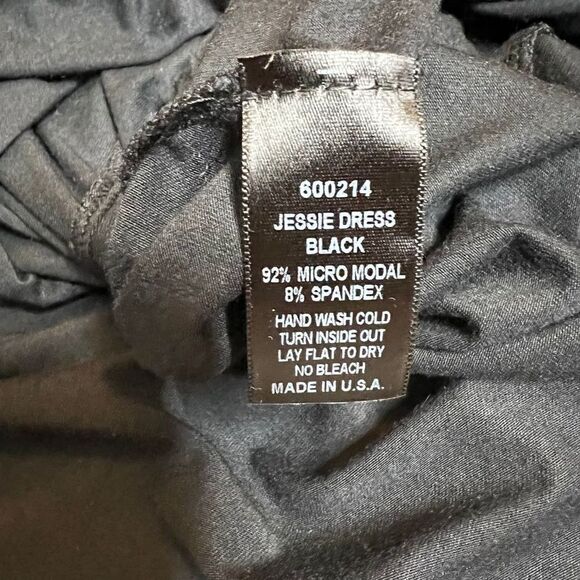 600214
JESSIE DRESS
BLACK
92% MICRO MODAL
8% SPANDEX
HAND WASH COLD
TURN INSIDE OUT
LAY FLAT TO DRY
NO BLEACH
MADE IN U.S.A.